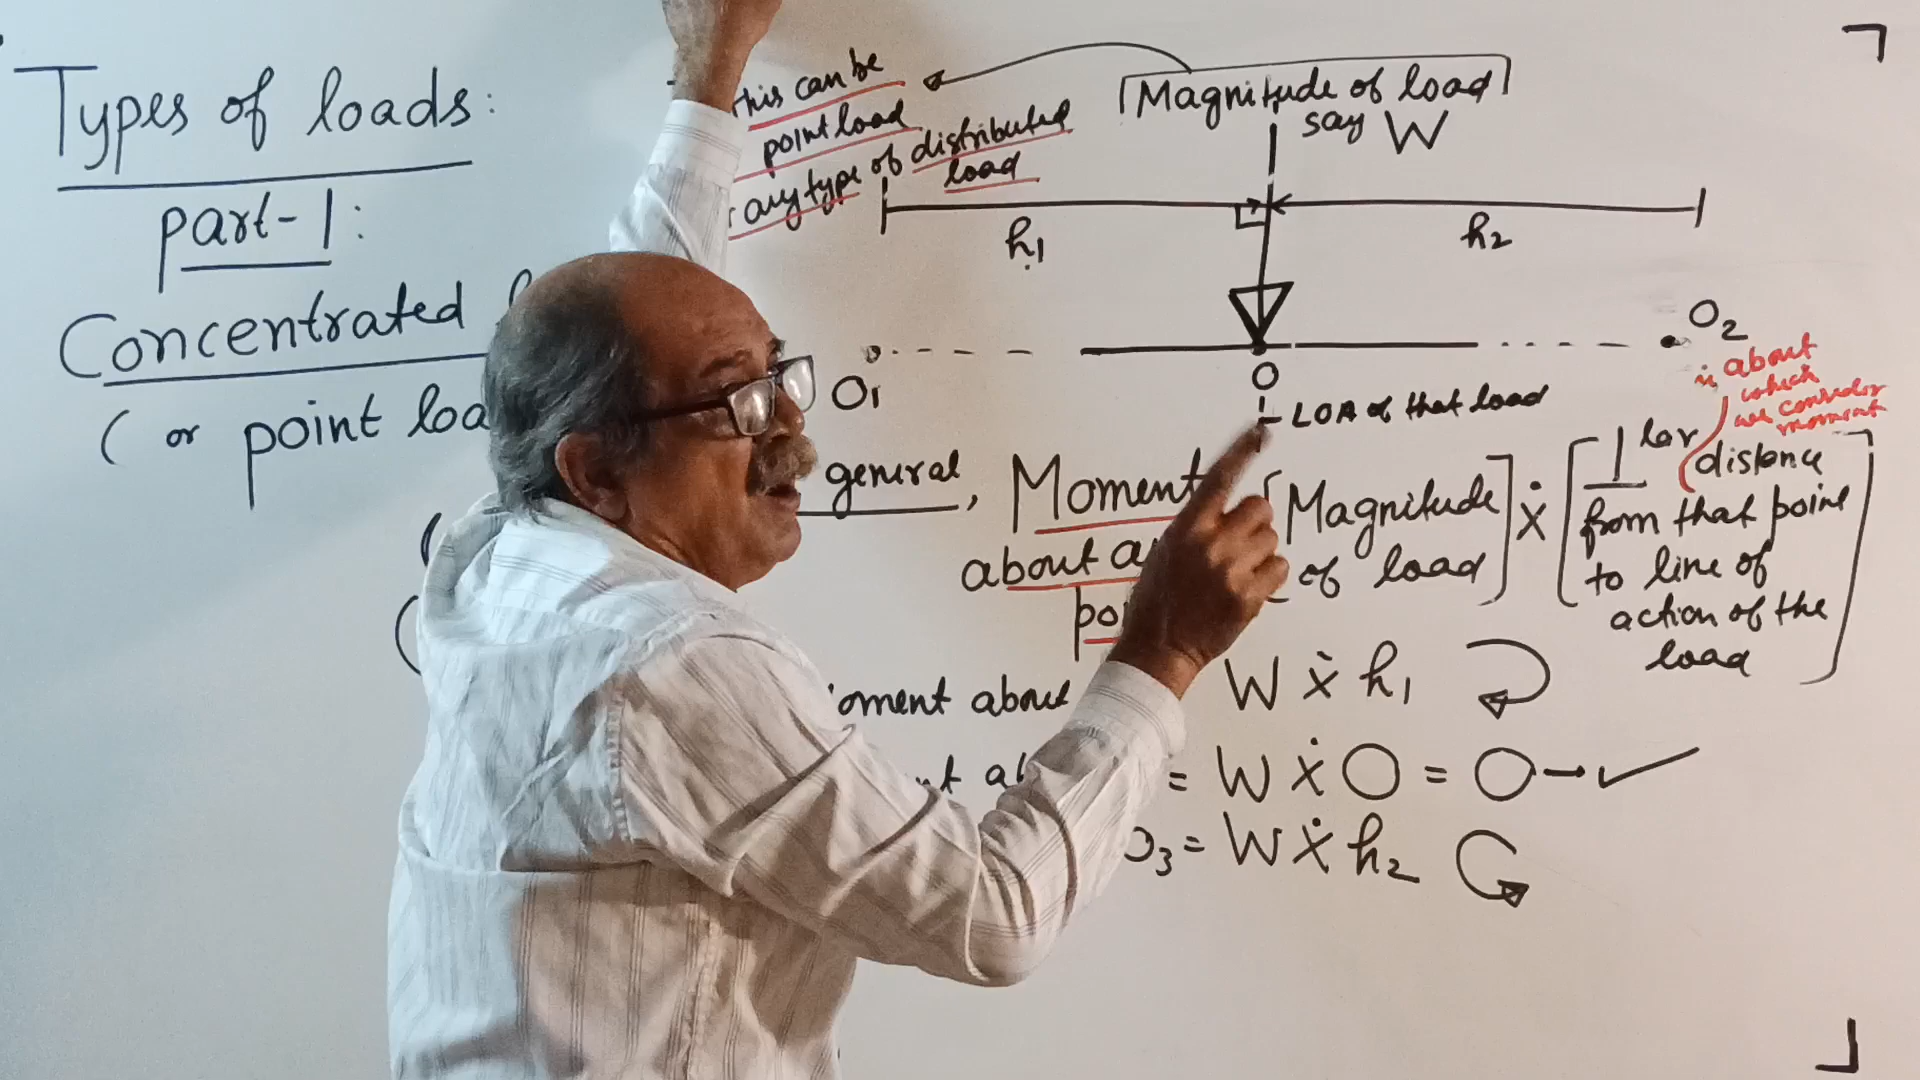 Types of loads:
part-1:
Concentrated
( or point loa
This can be
point load
any type of distributed
load
Magnitude of load
say W
h1
h2
O1
O
O2
LOA of that load
is about
which
we consider
moment
general, Moment
about a
po
[Magnitude
of load]
×
[⊥ lar distance
from that point
to line of
action of the
load]
oment about
W × h1
nt ab
= W × O = O → ✓
O3 = W × h2